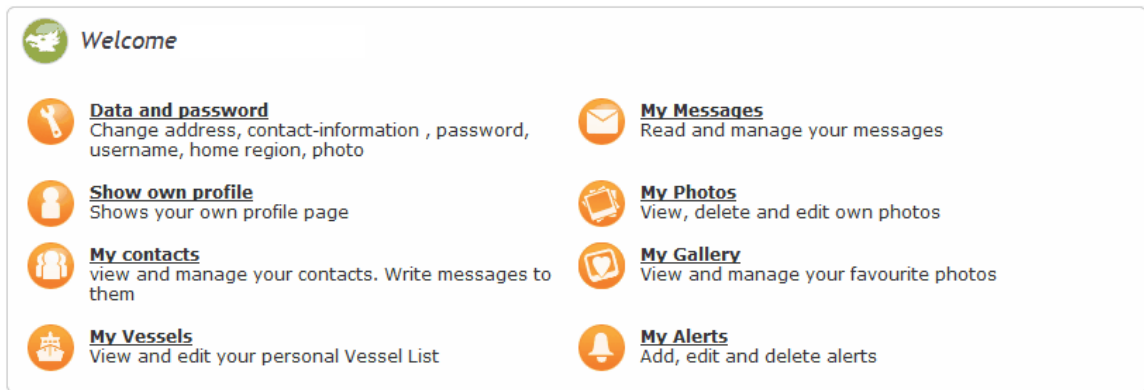 Welcome
Data and password
Change address, contact-information , password,
username, home region, photo
My Messages
Read and manage your messages
Show own profile
Shows your own profile page
My Photos
View, delete and edit own photos
My contacts
view and manage your contacts. Write messages to
them
My Gallery
View and manage your favourite photos
My Vessels
View and edit your personal Vessel List
My Alerts
Add, edit and delete alerts